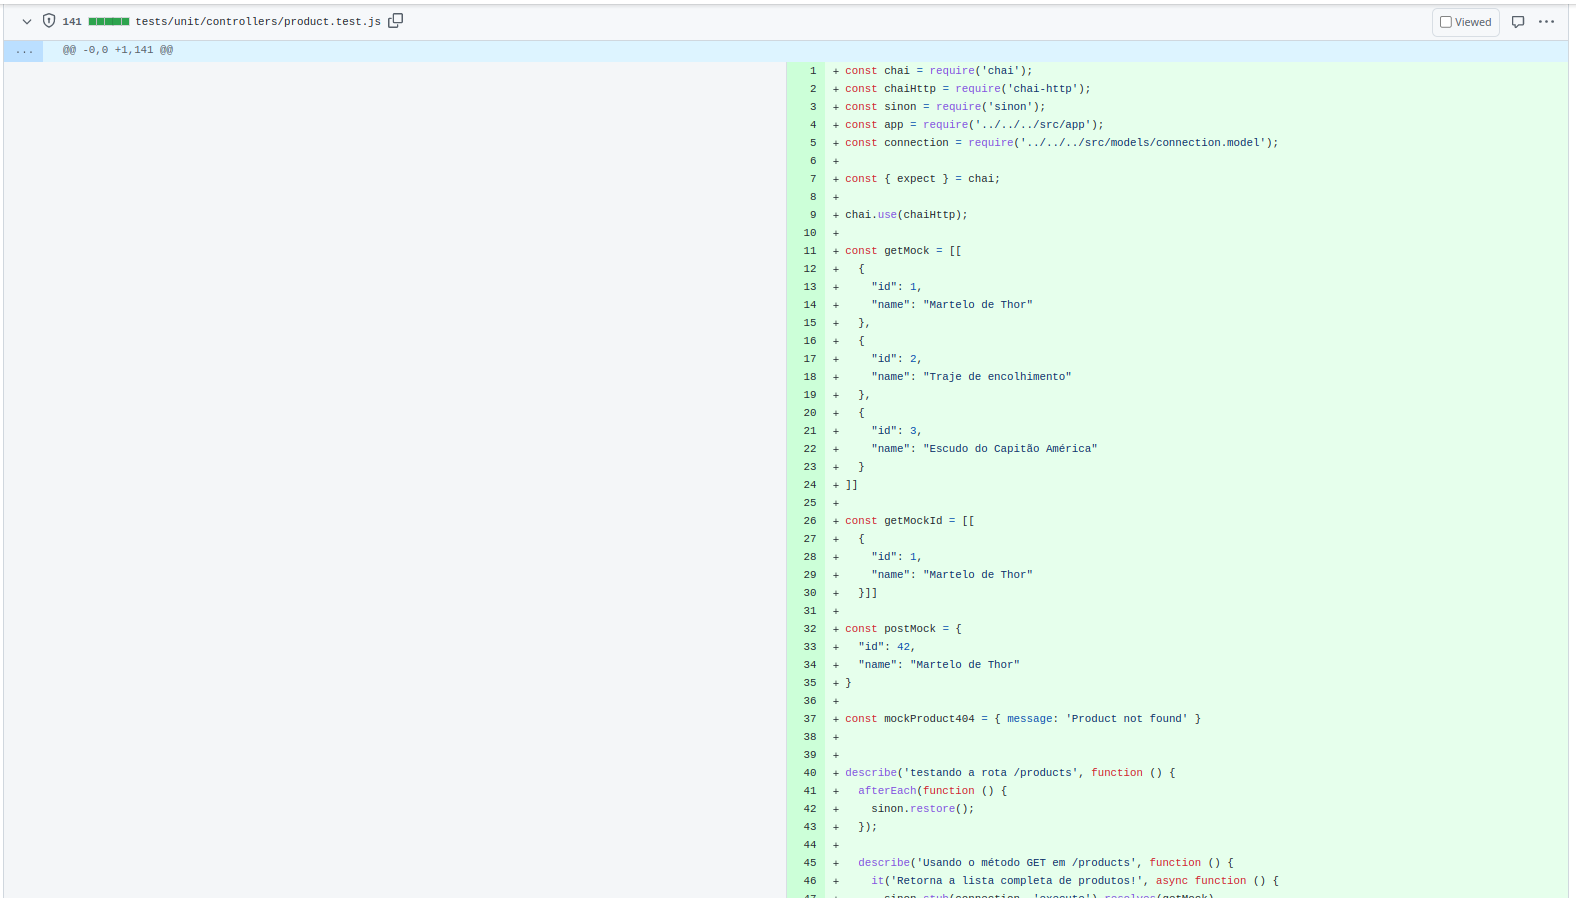 141 tests/unit/controllers/product.test.js Viewed
... @@ -0,0 +1,141 @@
1 + const chai = require('chai');
2 + const chaiHttp = require('chai-http');
3 + const sinon = require('sinon');
4 + const app = require('../../../src/app');
5 + const connection = require('../../../src/models/connection.model');
6 +
7 + const { expect } = chai;
8 +
9 + chai.use(chaiHttp);
10 +
11 + const getMock = [[
12 + {
13 + "id": 1,
14 + "name": "Martelo de Thor"
15 + },
16 + {
17 + "id": 2,
18 + "name": "Traje de encolhimento"
19 + },
20 + {
21 + "id": 3,
22 + "name": "Escudo do Capitão América"
23 + }
24 + ]]
25 +
26 + const getMockId = [[
27 + {
28 + "id": 1,
29 + "name": "Martelo de Thor"
30 + }]]
31 +
32 + const postMock = {
33 + "id": 42,
34 + "name": "Martelo de Thor"
35 + }
36 +
37 + const mockProduct404 = { message: 'Product not found' }
38 +
39 +
40 + describe('testando a rota /products', function () {
41 + afterEach(function () {
42 + sinon.restore();
43 + });
44 +
45 + describe('Usando o método GET em /products', function () {
46 + it('Retorna a lista completa de produtos!', async function () {
47 + sinon.stub(connection, 'execute').resolves(getMock)